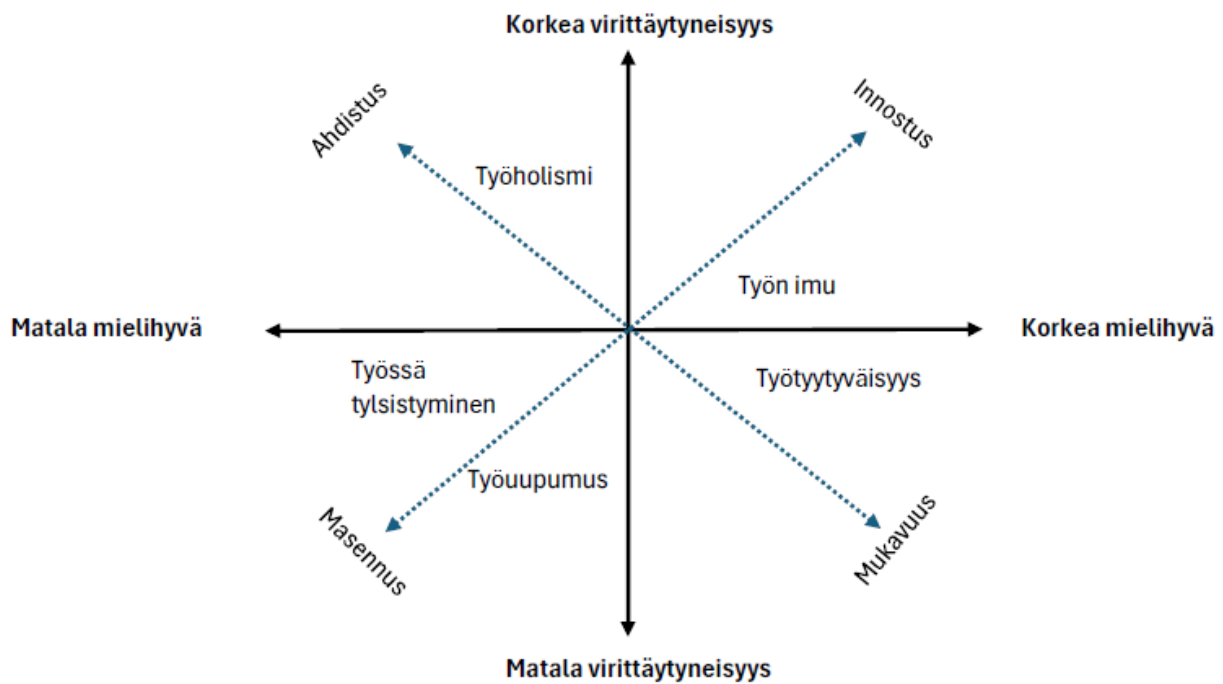 Korkea virittäytyneisyys
Ahdistus
Innostus
Työholismi
Työn imu
Matala mielihyvä
Korkea mielihyvä
Työssä
tylsistyminen
Työtyytyväisyys
Työuupumus
Masennus
Mukavuus
Matala virittäytyneisyys